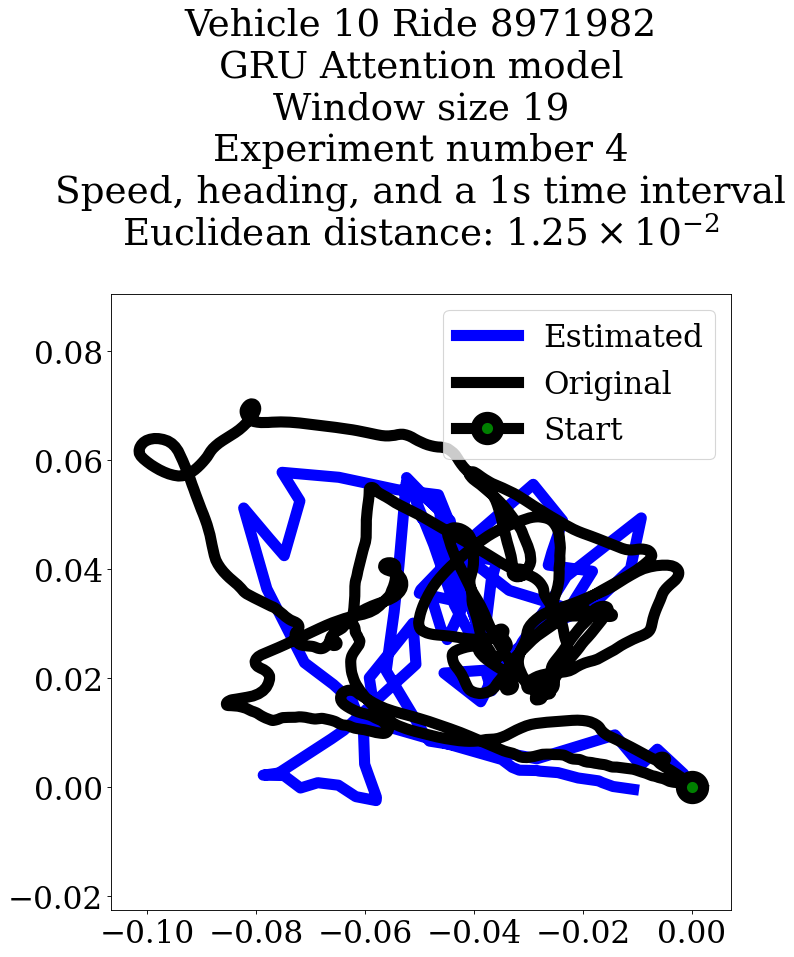 Vehicle 10 Ride 8971982
GRU Attention model
Window size 19
Experiment number 4
Speed, heading, and a 1s time interval
Euclidean distance: 1.25 × 10⁻²
Estimated
Original
Start
0.08
0.06
0.04
0.02
0.00
−0.02
−0.10 −0.08 −0.06 −0.04 −0.02 0.00